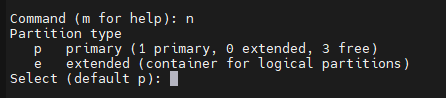 Command (m for help): n
Partition type
   p   primary (1 primary, 0 extended, 3 free)
   e   extended (container for logical partitions)
Select (default p):